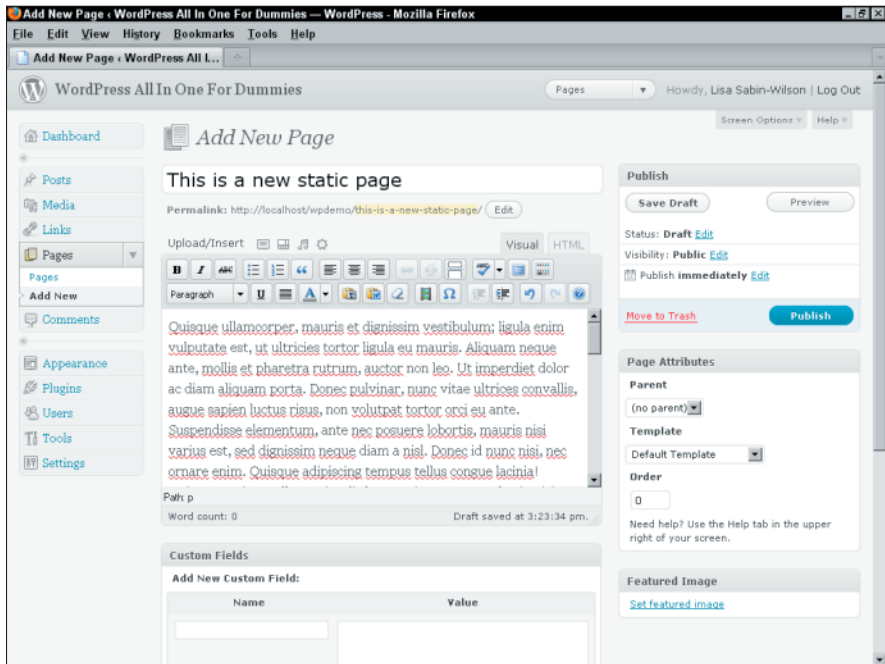 Add New Page ‹ WordPress All In One For Dummies — WordPress - Mozilla Firefox
File Edit View History Bookmarks Tools Help
Add New Page ‹ WordPress All I...
WordPress All In One For Dummies
Pages
Howdy, Lisa Sabin-Wilson | Log Out
Screen Options
Help
Dashboard
Posts
Media
Links
Pages
Pages
Add New
Comments
Appearance
Plugins
Users
Tools
Settings
Add New Page
This is a new static page
Permalink: http://localhost/wpdemo/this-is-a-new-static-page/ Edit
Upload/Insert
Visual HTML
B I ABC
Paragraph U A Ω
Quisque ullamcorper, mauris et dignissim vestibulum; ligula enim
vulputate est, ut ultricies tortor ligula eu mauris. Aliquam neque
ante, mollis et pharetra rutrum, auctor non leo. Ut imperdiet dolor
ac diam aliquam porta. Donec pulvinar, nunc vitae ultrices convallis,
augue sapien luctus risus, non volutpat tortor orci eu ante.
Suspendisse elementum, ante nec posuere lobortis, mauris nisi
varius est, sed dignissim neque diam a nisl. Donec id nunc nisi, nec
ornare enim. Quisque adipiscing tempus tellus congue lacinia!
Path: p
Word count: 0
Draft saved at 3:23:34 pm.
Custom Fields
Add New Custom Field:
Name Value
Publish
Save Draft
Preview
Status: Draft Edit
Visibility: Public Edit
Publish immediately Edit
Move to Trash
Publish
Page Attributes
Parent
(no parent)
Template
Default Template
Order
0
Need help? Use the Help tab in the upper
right of your screen.
Featured Image
Set featured image